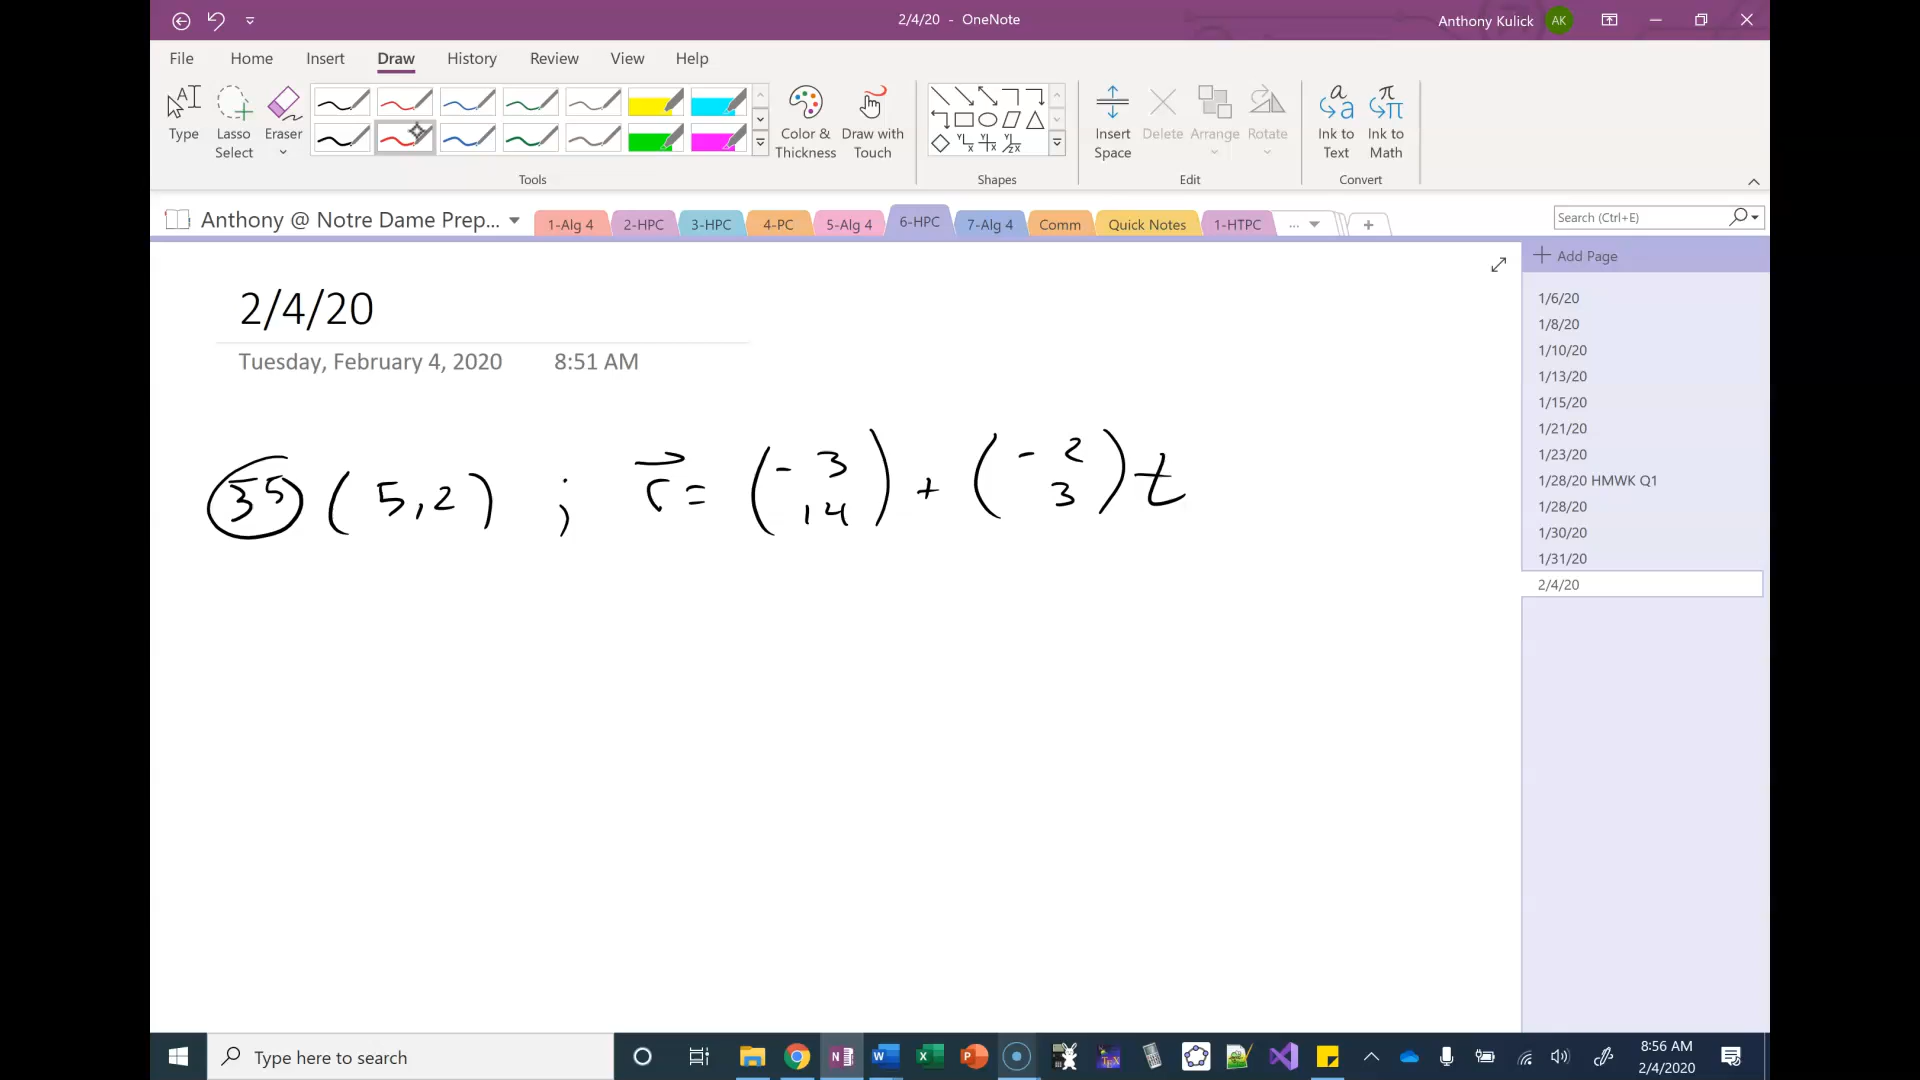 2/4/20 - OneNote
Anthony Kulick AK
File Home Insert Draw History Review View Help
Type
Lasso Select
Eraser
Color & Thickness
Draw with Touch
Insert Space
Delete
Arrange
Rotate
Ink to Text
Ink to Math
Tools
Shapes
Edit
Convert
Anthony @ Notre Dame Prep...
1-Alg 4 2-HPC 3-HPC 4-PC 5-Alg 4 6-HPC 7-Alg 4 Comm Quick Notes 1-HTPC ... +
Search (Ctrl+E)
Add Page
1/6/20
1/8/20
1/10/20
1/13/20
1/15/20
1/21/20
1/23/20
1/28/20 HMWK Q1
1/28/20
1/30/20
1/31/20
2/4/20
2/4/20
Tuesday, February 4, 2020 8:51 AM
35 (5,2) ; r⃗ = (-3 14) + (-2 3) t
Type here to search
8:56 AM
2/4/2020